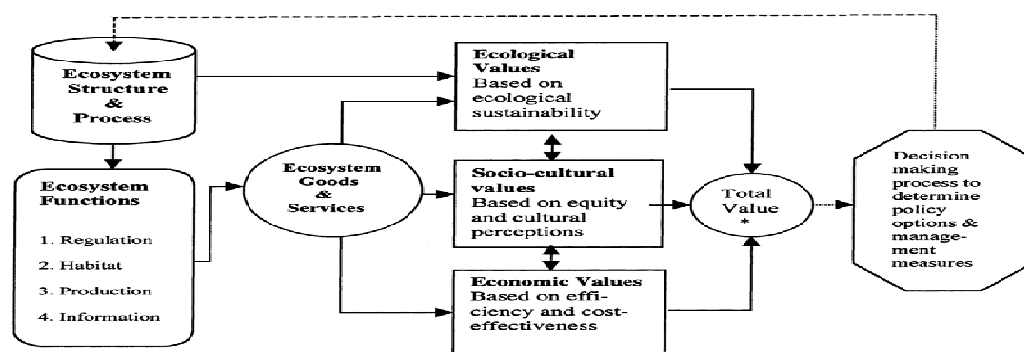 Ecosystem
Structure
&
Process
Ecosystem
Functions
1. Regulation
2. Habitat
3. Production
4. Information
Ecosystem
Goods
&
Services
Ecological
Values
Based on
ecological
sustainability
Socio-cultural
values
Based on equity
and cultural
perceptions
Economic Values
Based on effi-
ciency and cost-
effectiveness
Total
Value
*
Decision
making
process to
determine
policy
options &
manage-
ment
measures